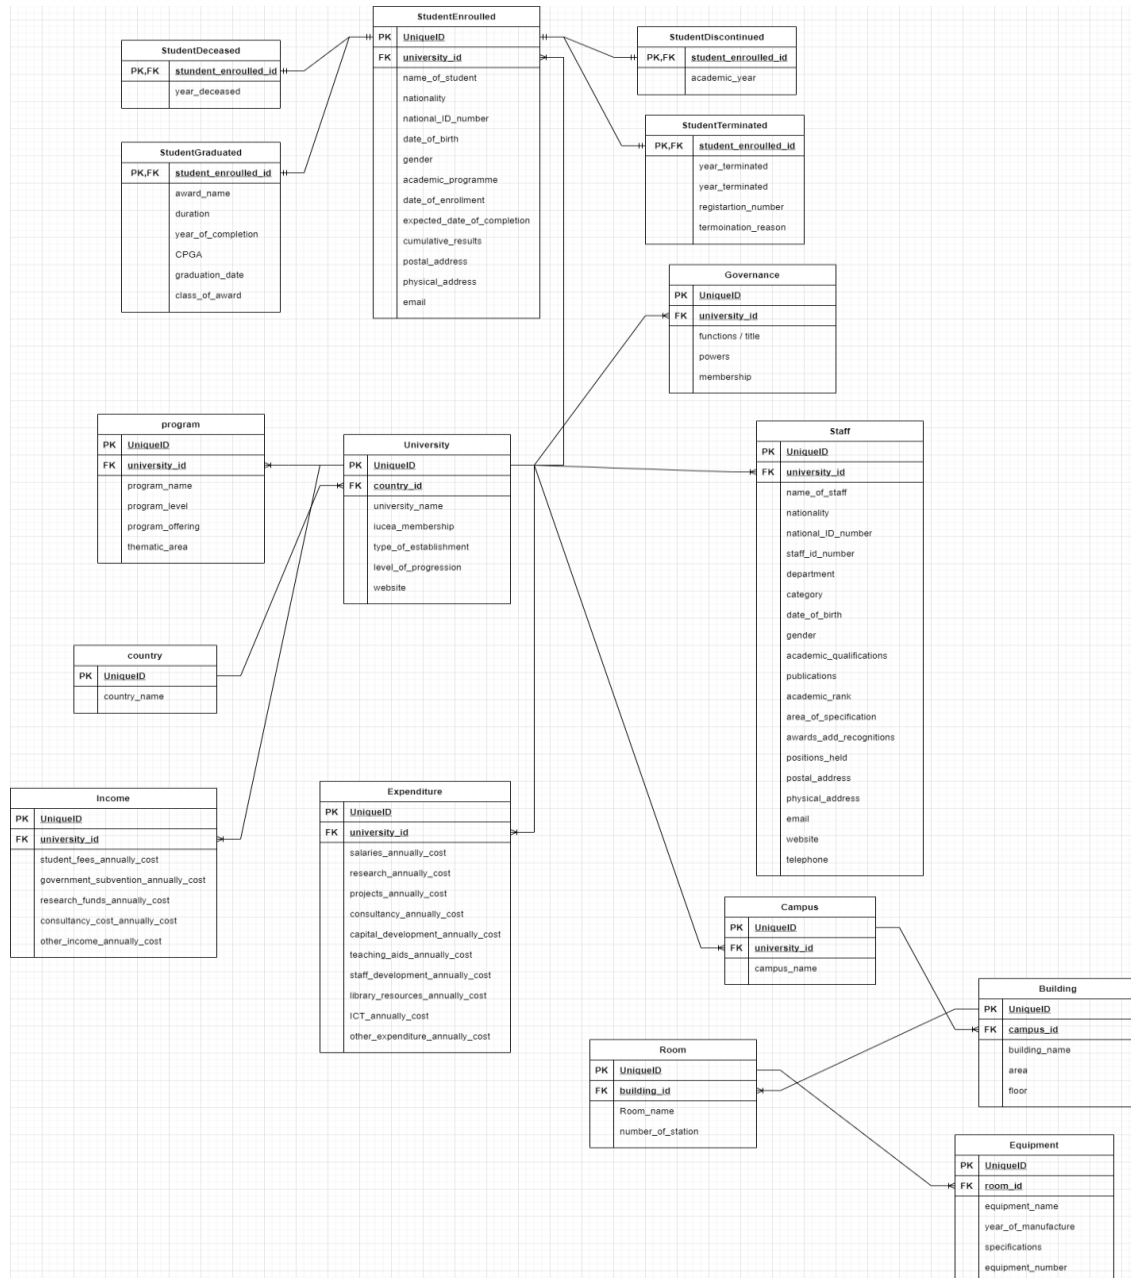 StudentEnroulled
PK UniqueID
FK university_id
name_of_student
nationality
national_ID_number
date_of_birth
gender
academic_programme
date_of_enrollment
expected_date_of_completion
cumulative_results
postal_address
physical_address
email
StudentDeceased
PK,FK stundent_enroulled_id
year_deceased
StudentGraduated
PK,FK student_enroulled_id
award_name
duration
year_of_completion
CPGA
graduation_date
class_of_award
StudentDiscontinued
PK,FK student_enroulled_id
academic_year
StudentTerminated
PK,FK student_enroulled_id
year_terminated
year_terminated
registartion_number
termoination_reason
Governance
PK UniqueID
FK university_id
functions / title
powers
membership
program
PK UniqueID
FK university_id
program_name
program_level
program_offering
thematic_area
University
PK UniqueID
FK country_id
university_name
iucea_membership
type_of_establishment
level_of_progression
website
Staff
PK UniqueID
FK university_id
name_of_staff
nationality
national_ID_number
staff_id_number
department
category
date_of_birth
gender
academic_qualifications
publications
academic_rank
area_of_specification
awards_add_recognitions
positions_held
postal_address
physical_address
email
website
telephone
country
PK UniqueID
country_name
Income
PK UniqueID
FK university_id
student_fees_annually_cost
government_subvention_annually_cost
research_funds_annually_cost
consultancy_cost_annually_cost
other_income_annually_cost
Expenditure
PK UniqueID
FK university_id
salaries_annually_cost
research_annually_cost
projects_annually_cost
consultancy_annually_cost
capital_development_annually_cost
teaching_aids_annually_cost
staff_development_annually_cost
library_resources_annually_cost
ICT_annually_cost
other_expenditure_annually_cost
Campus
PK UniqueID
FK university_id
campus_name
Building
PK UniqueID
FK campus_id
building_name
area
floor
Room
PK UniqueID
FK building_id
Room_name
number_of_station
Equipment
PK UniqueID
FK room_id
equipment_name
year_of_manufacture
specifications
equipment_number